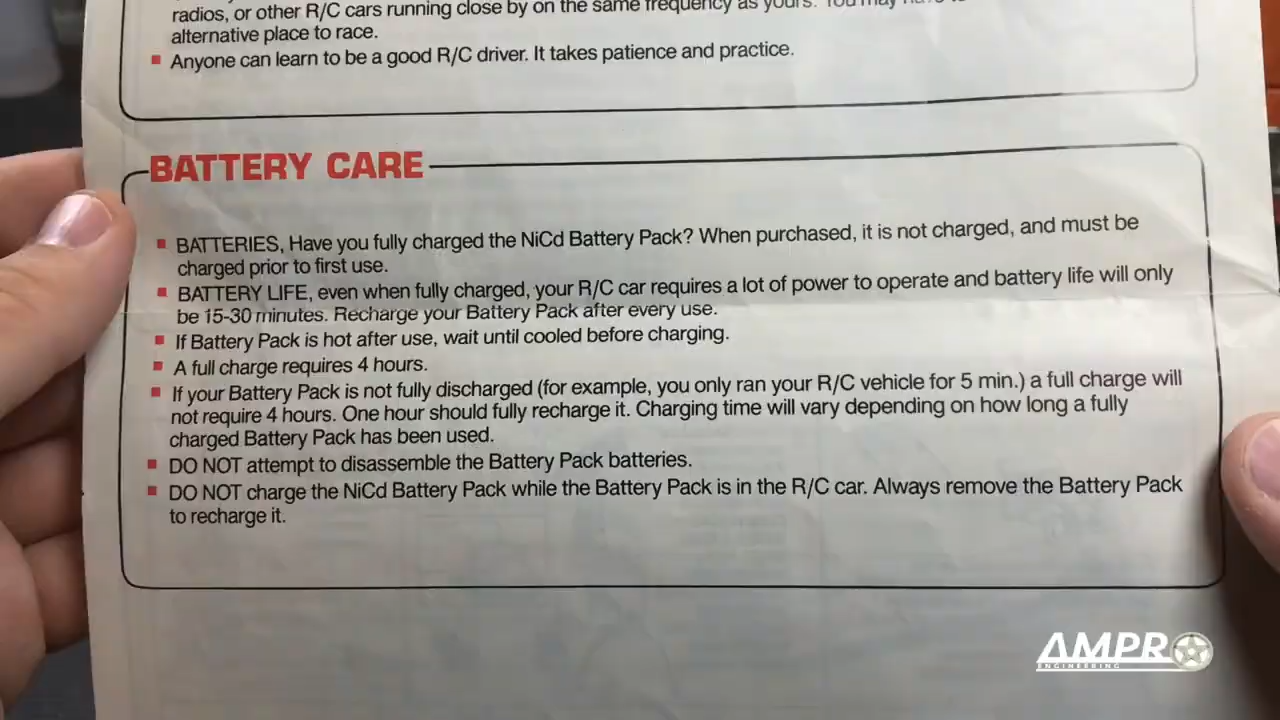 radios, or other R/C cars running close by on the same frequency as yours. You may
alternative place to race.
▪ Anyone can learn to be a good R/C driver. It takes patience and practice.
BATTERY CARE
▪ BATTERIES, Have you fully charged the NiCd Battery Pack? When purchased, it is not charged, and must be
charged prior to first use.
▪ BATTERY LIFE, even when fully charged, your R/C car requires a lot of power to operate and battery life will only
be 15-30 minutes. Recharge your Battery Pack after every use.
▪ If Battery Pack is hot after use, wait until cooled before charging.
▪ A full charge requires 4 hours.
▪ If your Battery Pack is not fully discharged (for example, you only ran your R/C vehicle for 5 min.) a full charge will
not require 4 hours. One hour should fully recharge it. Charging time will vary depending on how long a fully
charged Battery Pack has been used.
▪ DO NOT attempt to disassemble the Battery Pack batteries.
▪ DO NOT charge the NiCd Battery Pack while the Battery Pack is in the R/C car. Always remove the Battery Pack
to recharge it.
AMPRO
ENGINEERING